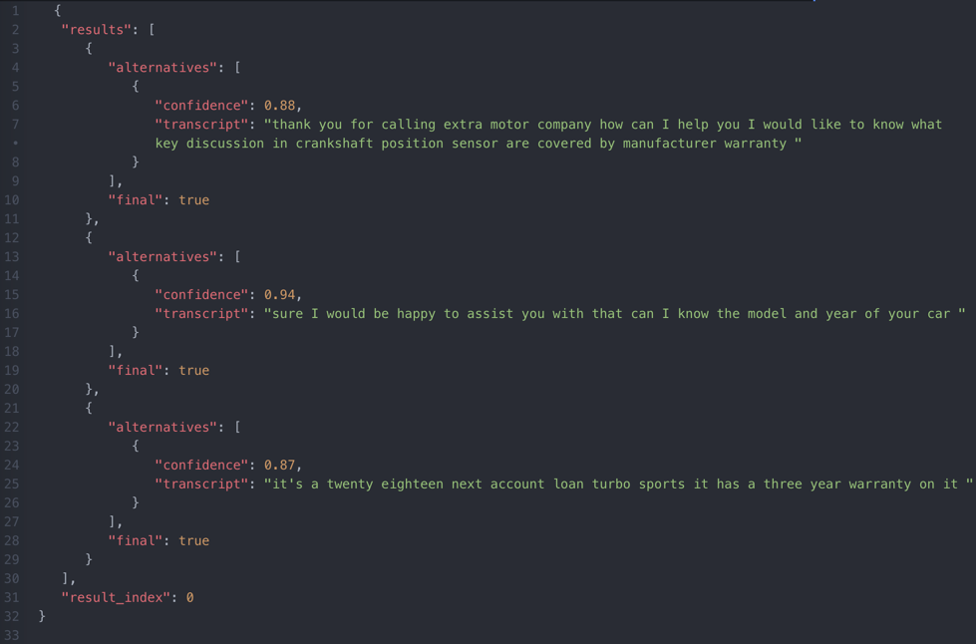 1 {
2 "results": [
3 {
4 "alternatives": [
5 {
6 "confidence": 0.88,
7 "transcript": "thank you for calling extra motor company how can I help you I would like to know what
• key discussion in crankshaft position sensor are covered by manufacturer warranty "
8 }
9 ],
10 "final": true
11 },
12 {
13 "alternatives": [
14 {
15 "confidence": 0.94,
16 "transcript": "sure I would be happy to assist you with that can I know the model and year of your car "
17 }
18 ],
19 "final": true
20 },
21 {
22 "alternatives": [
23 {
24 "confidence": 0.87,
25 "transcript": "it's a twenty eighteen next account loan turbo sports it has a three year warranty on it "
26 }
27 ],
28 "final": true
29 }
30 ],
31 "result_index": 0
32 }
33